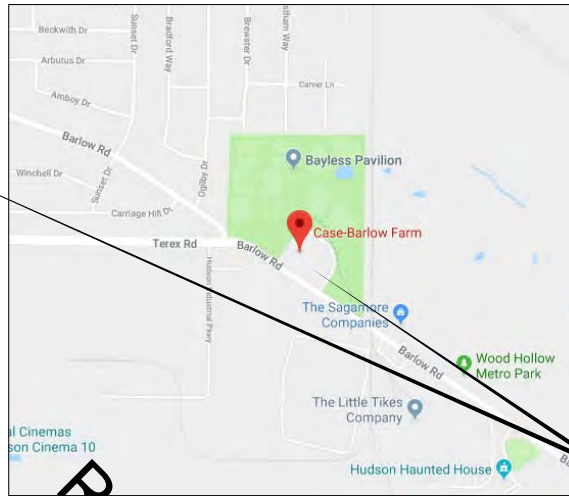 Beckwith Dr
Sunset Dr
Bradford Way
Brewster Dr
stham Way
Arbutus Dr
Carver Ln
Amboy Dr
Barlow Rd
Bayless Pavilion
Winchell Dr
Sunset Dr
Ogilby Dr
Carriage Hill Dr
Case-Barlow Farm
Terex Rd
Barlow Rd
Hudson Industrial Pkwy
The Sagamore
Companies
Barlow Rd
Wood Hollow
Metro Park
The Little Tikes
Company
al Cinemas
son Cinema 10
Hudson Haunted House
Ba
R